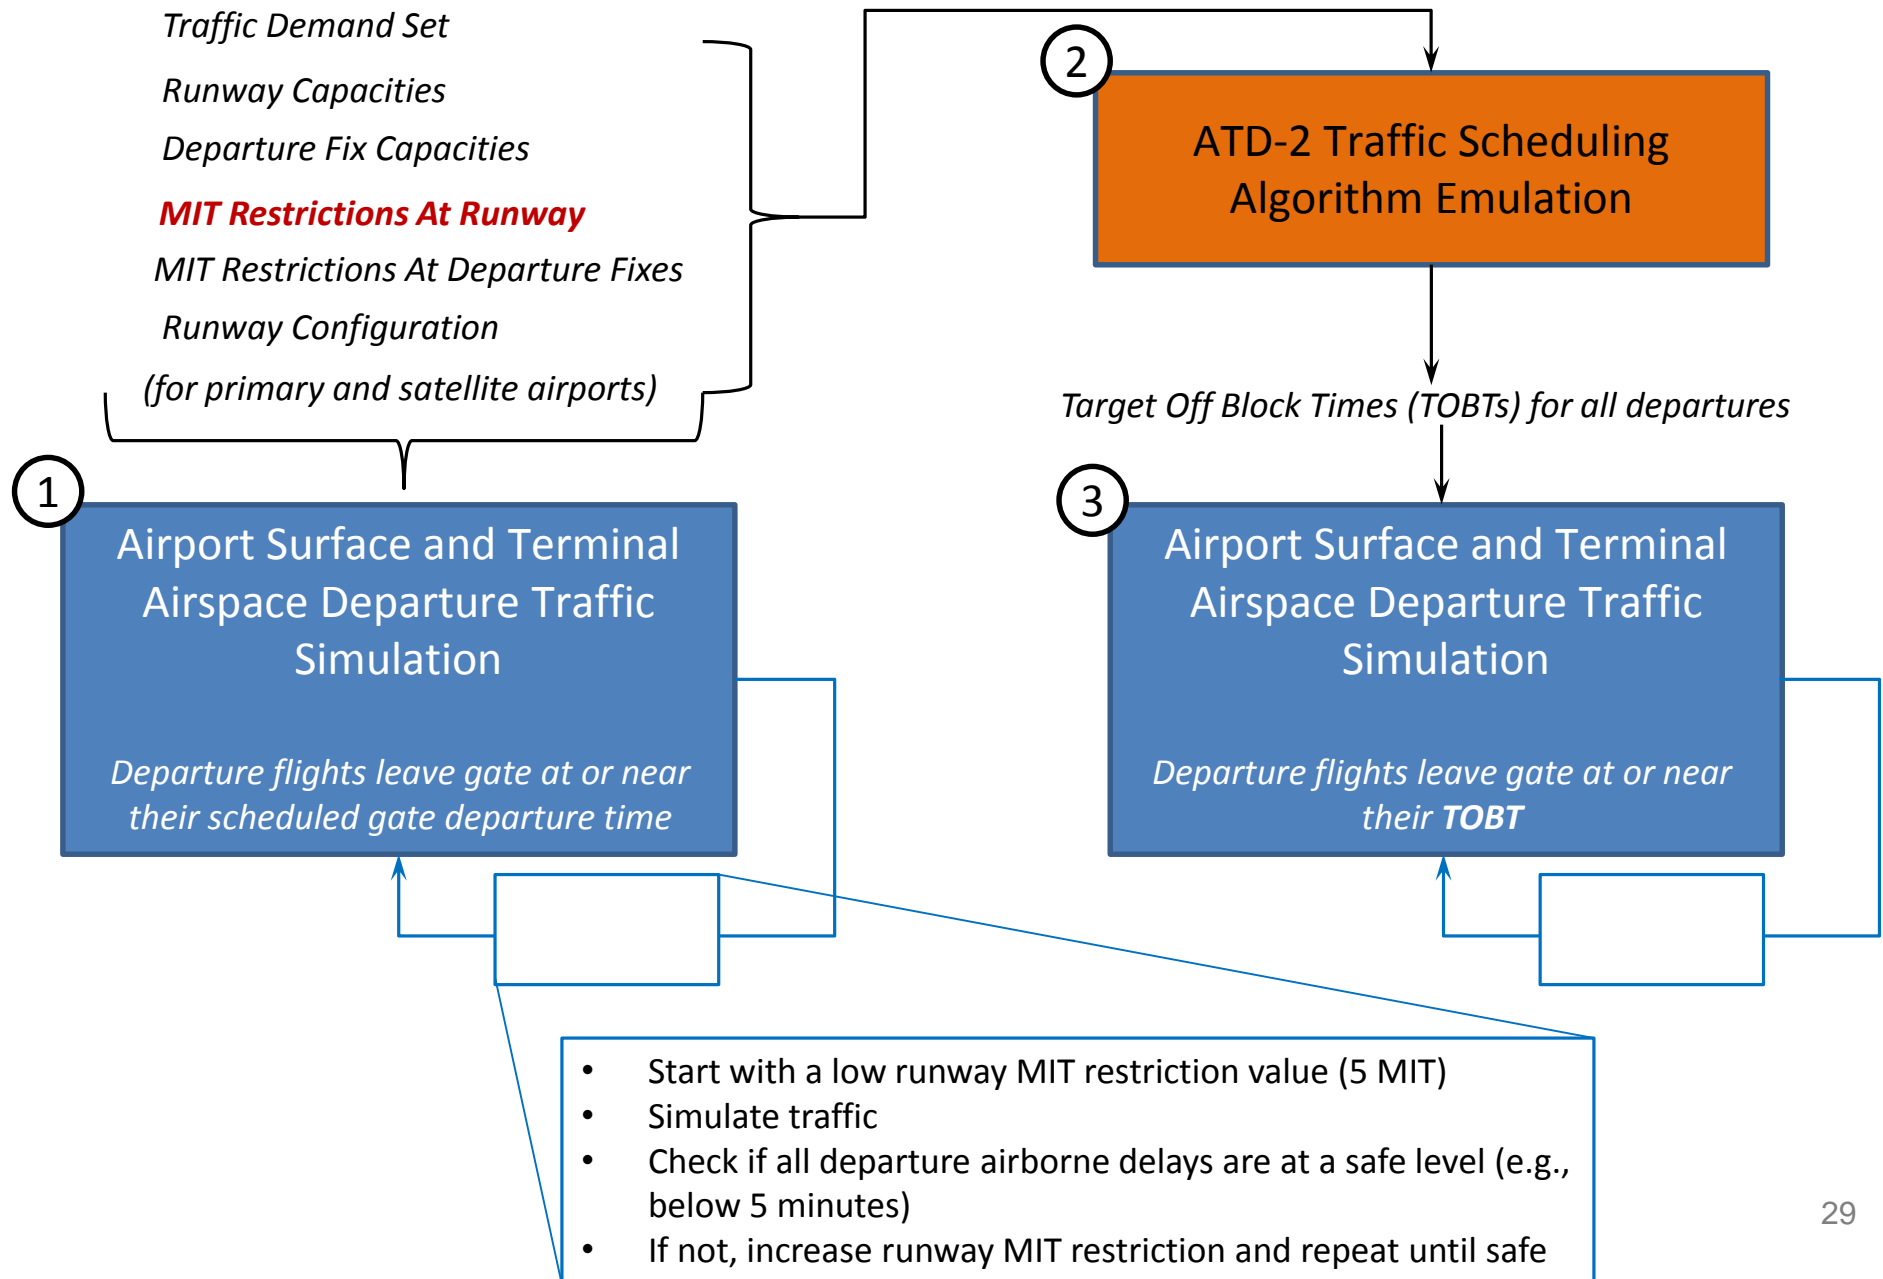 Traffic Demand Set
Runway Capacities
Departure Fix Capacities
MIT Restrictions At Runway
MIT Restrictions At Departure Fixes
Runway Configuration
(for primary and satellite airports)
2
ATD-2 Traffic Scheduling
Algorithm Emulation
Target Off Block Times (TOBTs) for all departures
1
Airport Surface and Terminal
Airspace Departure Traffic
Simulation
Departure flights leave gate at or near
their scheduled gate departure time
3
Airport Surface and Terminal
Airspace Departure Traffic
Simulation
Departure flights leave gate at or near
their TOBT
• Start with a low runway MIT restriction value (5 MIT)
• Simulate traffic
• Check if all departure airborne delays are at a safe level (e.g.,
below 5 minutes)
• If not, increase runway MIT restriction and repeat until safe
29